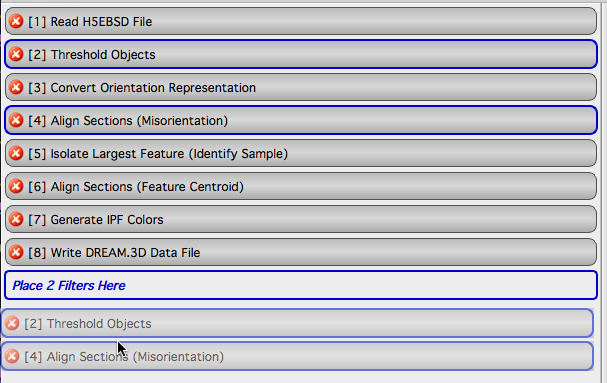 [1] Read H5EBSD File
[2] Threshold Objects
[3] Convert Orientation Representation
[4] Align Sections (Misorientation)
[5] Isolate Largest Feature (Identify Sample)
[6] Align Sections (Feature Centroid)
[7] Generate IPF Colors
[8] Write DREAM.3D Data File
Place 2 Filters Here
[2] Threshold Objects
[4] Align Sections (Misorientation)